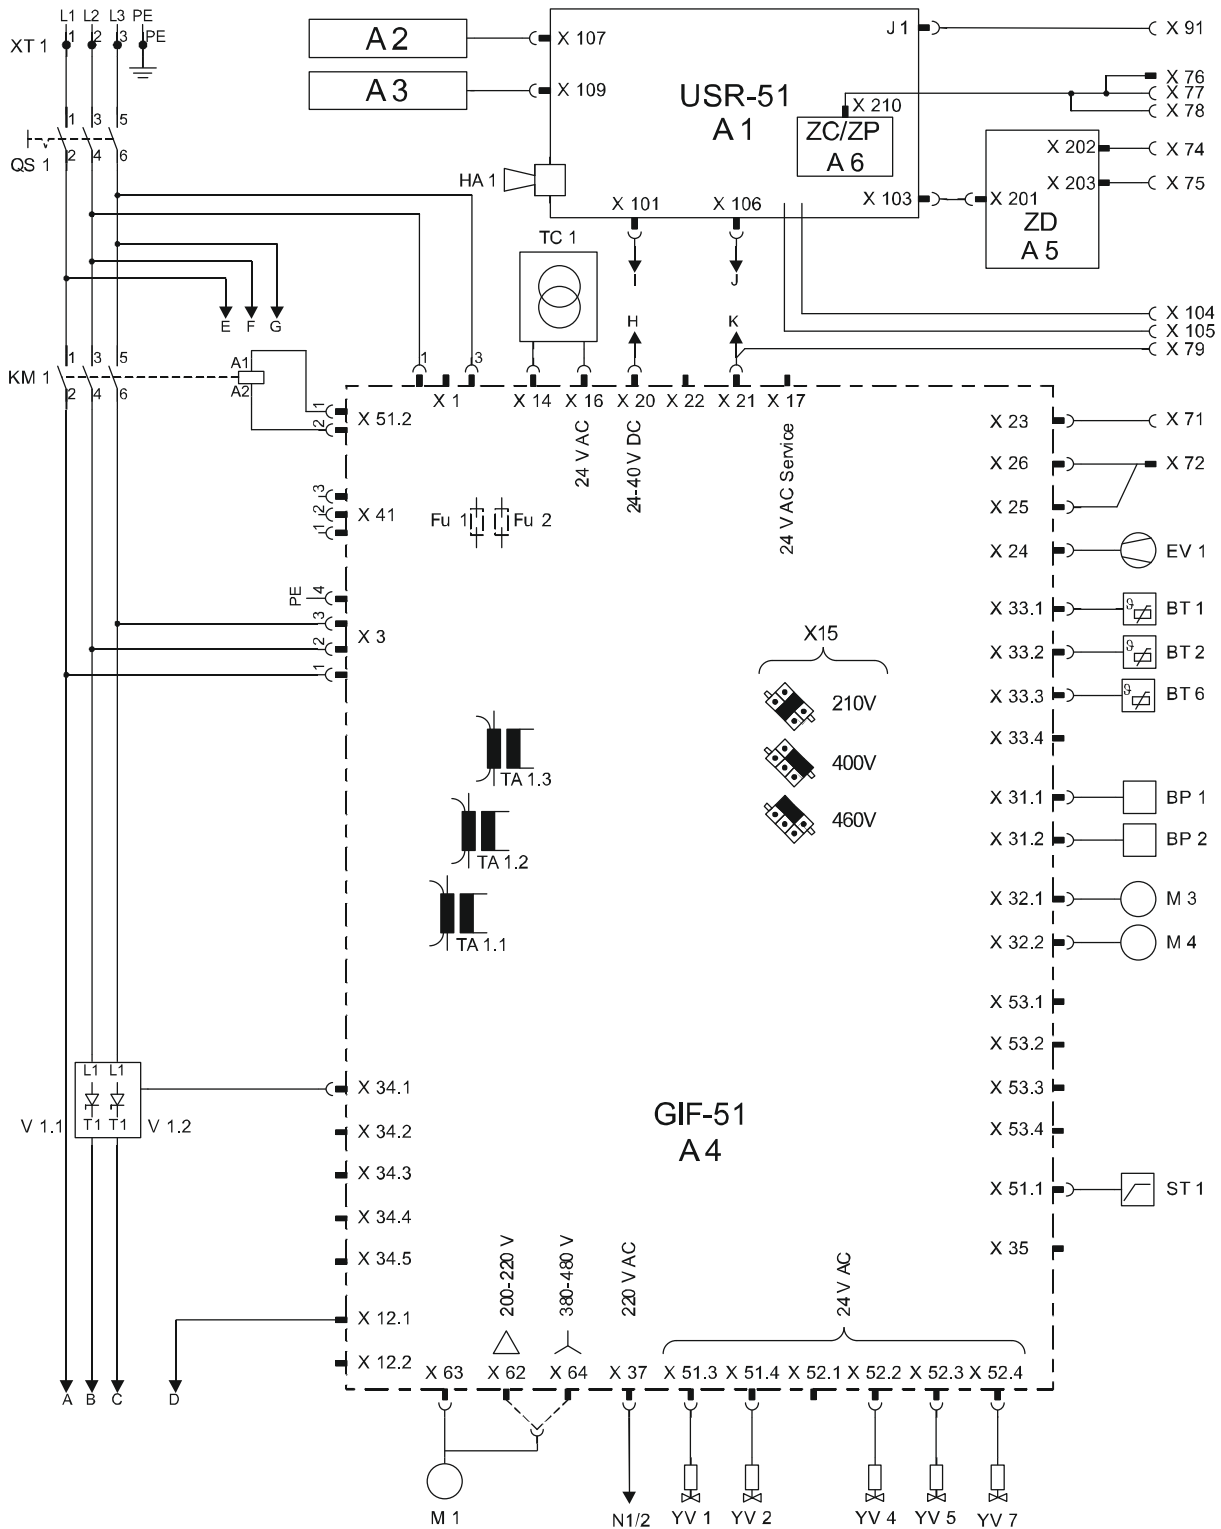 L1 L2 L3 PE
XT 1 1 2 3 PE
A 2 X 107
A 3 X 109
J 1 X 91
USR-51
A 1
X 210
ZC/ZP
A 6
X 76
X 77
X 78
1 3 5
QS 1 2 4 6
HA 1
X 202 X 74
X 203 X 75
X 101 X 106 X 103 X 201
ZD
A 5
TC 1
I J
E F G
H K
X 104
X 105
X 79
1 3 5
KM 1 2 4 6
A1
A2
1 3
X 1 X 14 X 16 X 20 X 22 X 21 X 17
24 V AC
24-40 V DC
24 V AC Service
1
2
X 51.2
X 23 X 71
X 26 X 72
X 25
3
2
1
X 41
Fu 1 Fu 2
X 24 EV 1
PE 4
3
2
1
X 3
X 33.1 ϑ BT 1
X 33.2 ϑ BT 2
X 33.3 ϑ BT 6
X 33.4
X15
210V
400V
460V
TA 1.3
TA 1.2
TA 1.1
X 31.1 BP 1
X 31.2 BP 2
X 32.1 M 3
X 32.2 M 4
X 53.1
X 53.2
X 53.3
X 53.4
L1 L1
T1 T1
V 1.1 V 1.2
X 34.1
X 34.2
X 34.3
X 34.4
X 34.5
GIF-51
A 4
X 51.1 ST 1
X 35
X 12.1
X 12.2
200-220 V
380-480 V
220 V AC
24 V AC
X 63 X 62 X 64 X 37 X 51.3 X 51.4 X 52.1 X 52.2 X 52.3 X 52.4
A B C D
M 1 N1/2 YV 1 YV 2 YV 4 YV 5 YV 7